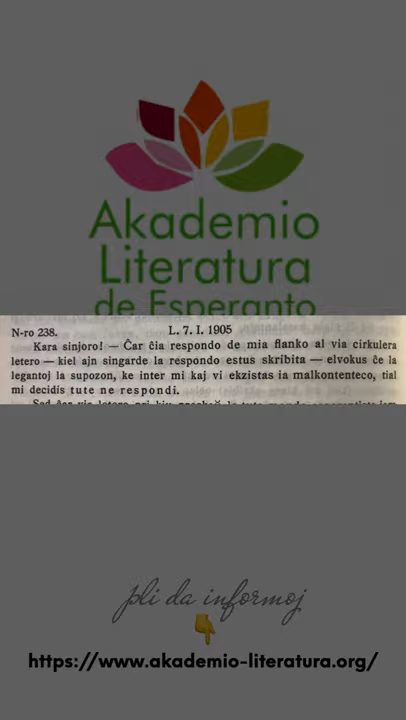 Akademio
Literatura
de Esperanto
N-ro 238. L. 7. I. 1905
Kara sinjoro! — Ĉar ĉia respondo de mia flanko al via cirkulera
letero — kiel ajn singarde la respondo estus skribita — elvokus ĉe la
legantoj la supozon, ke inter mi kaj vi ekzistas ia malkontenteco, tial
mi decidis tute ne respondi.
pli da informoj
https://www.akademio-literatura.org/